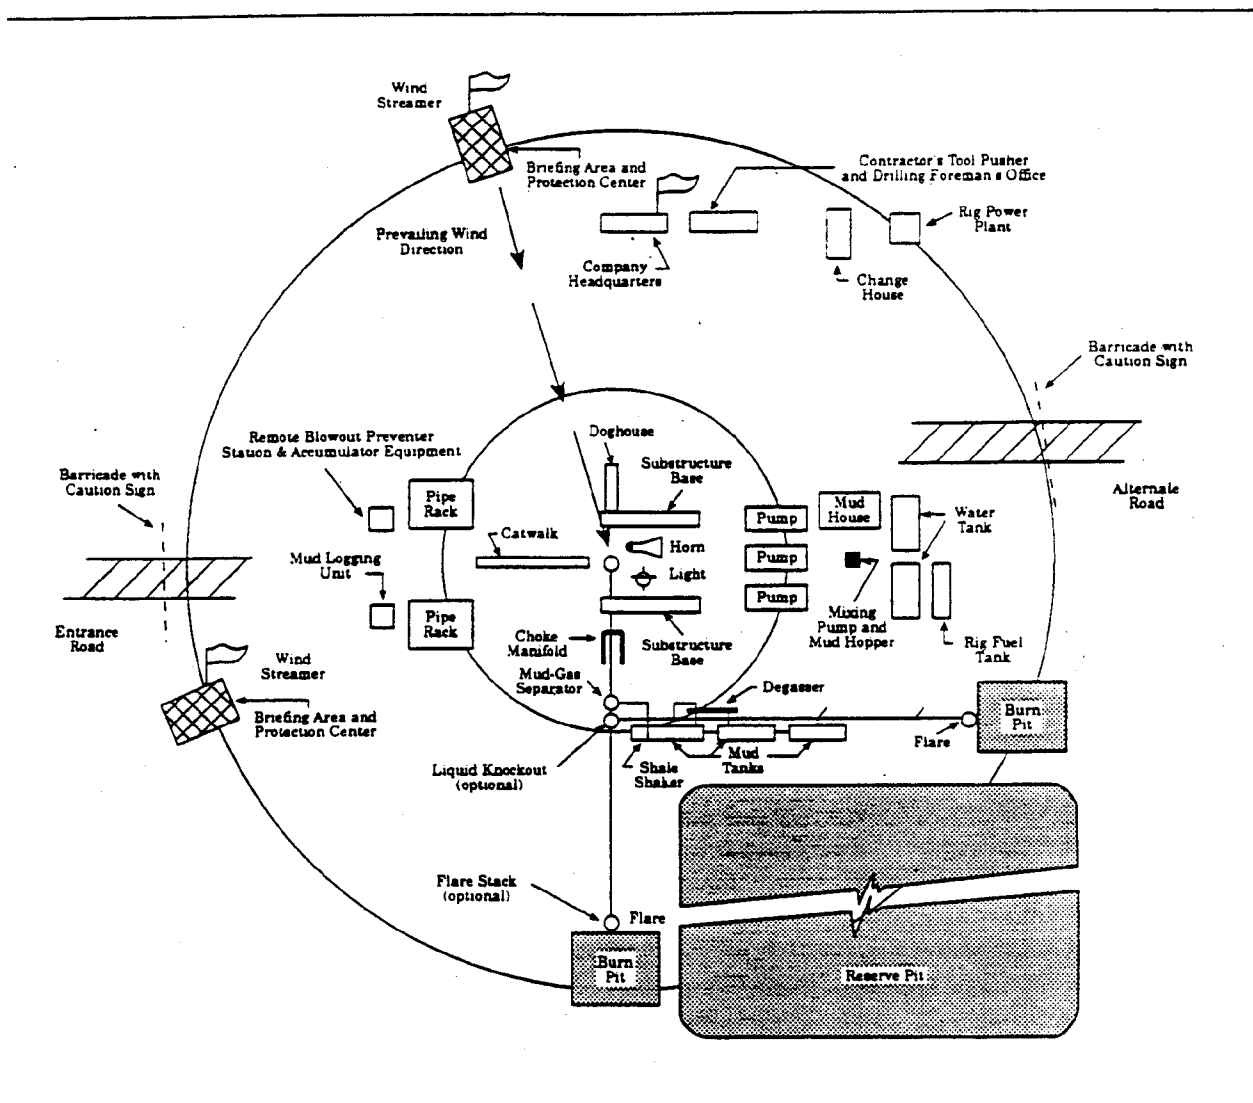 Wind
Streamer
Briefing Area and
Protection Center
Contractor's Tool Pusher
and Drilling Foreman's Office
Rig Power
Plant
Prevailing Wind
Direction
Company
Headquarters
Change
House
Barricade with
Caution Sign
Remote Blowout Preventer
Station & Accumulator Equipment
Doghouse
Substructure
Base
Barricade with
Caution Sign
Pipe
Rack
Pump
Mud
House
Water
Tank
Alternate
Road
Catwalk
Horn
Pump
Mud Logging
Unit
Light
Pump
Mixing
Pump and
Mud Hopper
Rig Fuel
Tank
Entrance
Road
Pipe
Rack
Choke
Manifold
Substructure
Base
Wind
Streamer
Mud-Gas
Separator
Degasser
Briefing Area and
Protection Center
Burn
Pit
Flare
Liquid Knockout
(optional)
Shale
Shaker
Mud
Tanks
Flare Stack
(optional)
Flare
Burn
Pit
Reserve Pit